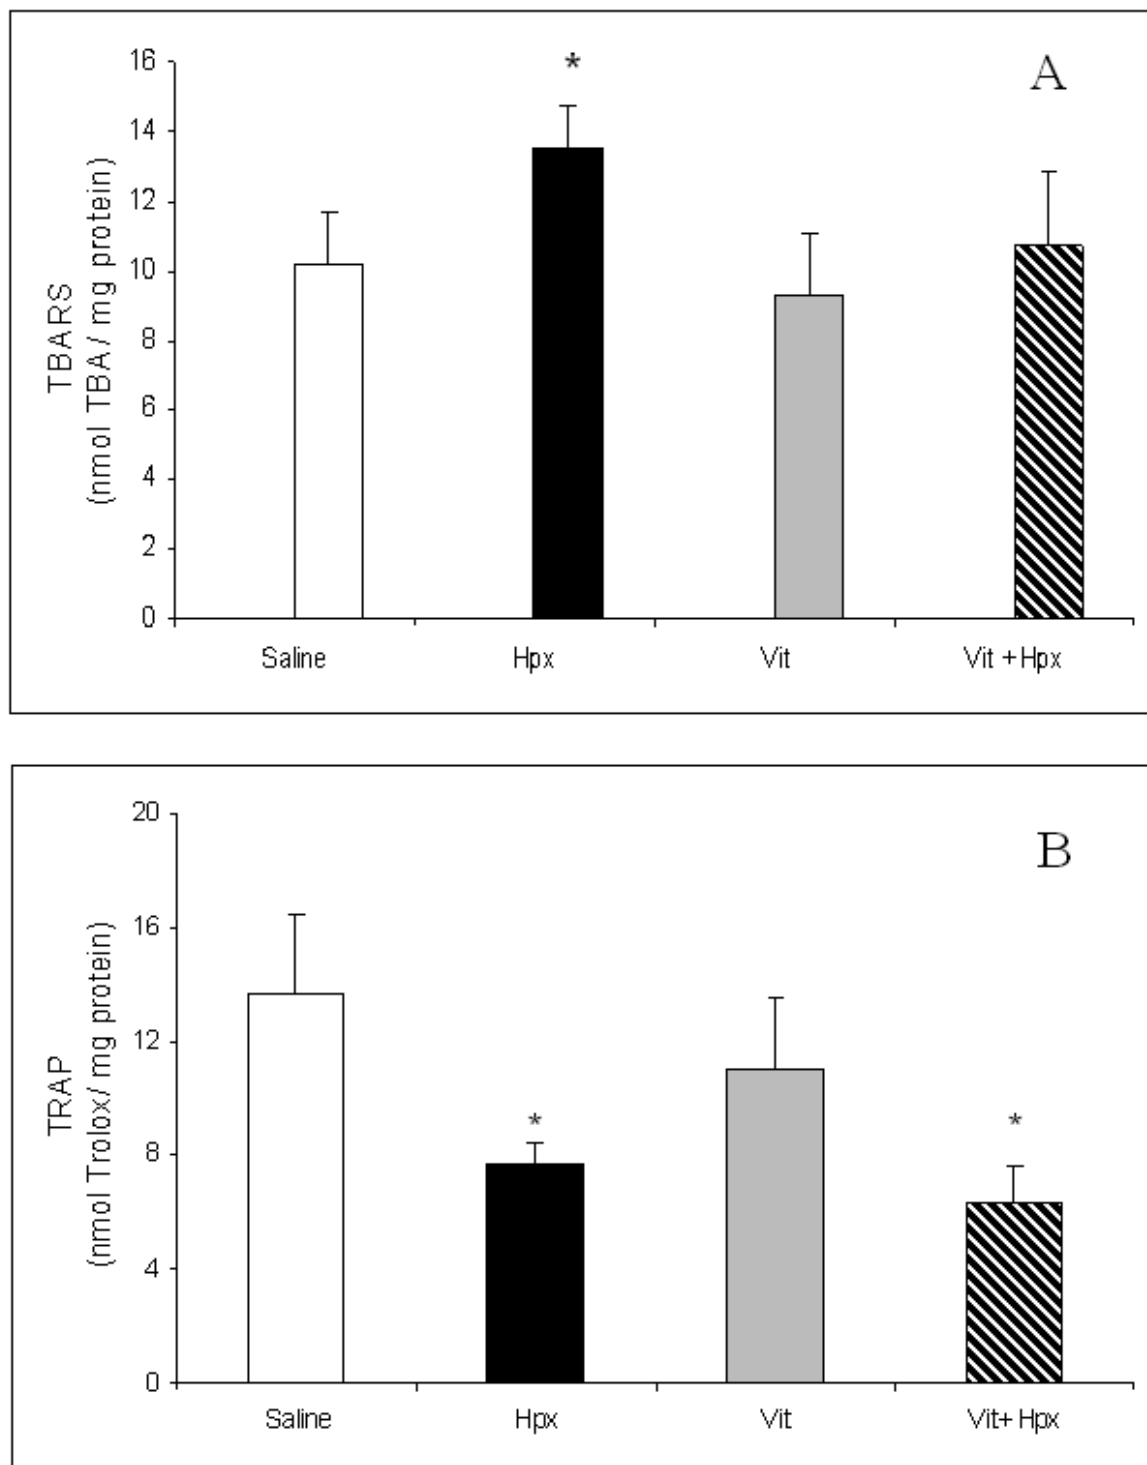 A
*
16
14
12
10
8
6
4
2
0
TBARS
(nmol TBA/ mg protein)
Saline Hpx Vit Vit +Hpx
B
20
16
12
8
4
0
TRAP
(nmol Trolox/ mg protein)
* *
Saline Hpx Vit Vit+ Hpx